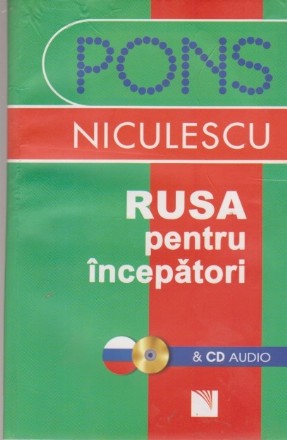 PONS
NICULESCU
RUSA
pentru
începători
& CD AUDIO
N